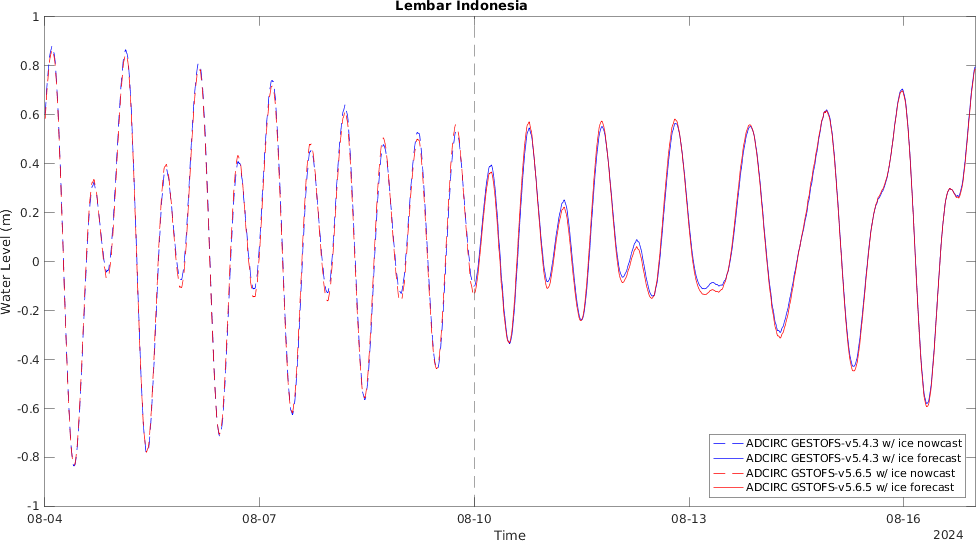 Lembar Indonesia
1
0.8
0.6
0.4
0.2
0
-0.2
-0.4
-0.6
-0.8
-1
Water Level (m)
ADCIRC GESTOFS-v5.4.3 w/ ice nowcast
ADCIRC GESTOFS-v5.4.3 w/ ice forecast
ADCIRC GSTOFS-v5.6.5 w/ ice nowcast
ADCIRC GSTOFS-v5.6.5 w/ ice forecast
08-04 08-07 08-10 08-13 08-16
Time
2024